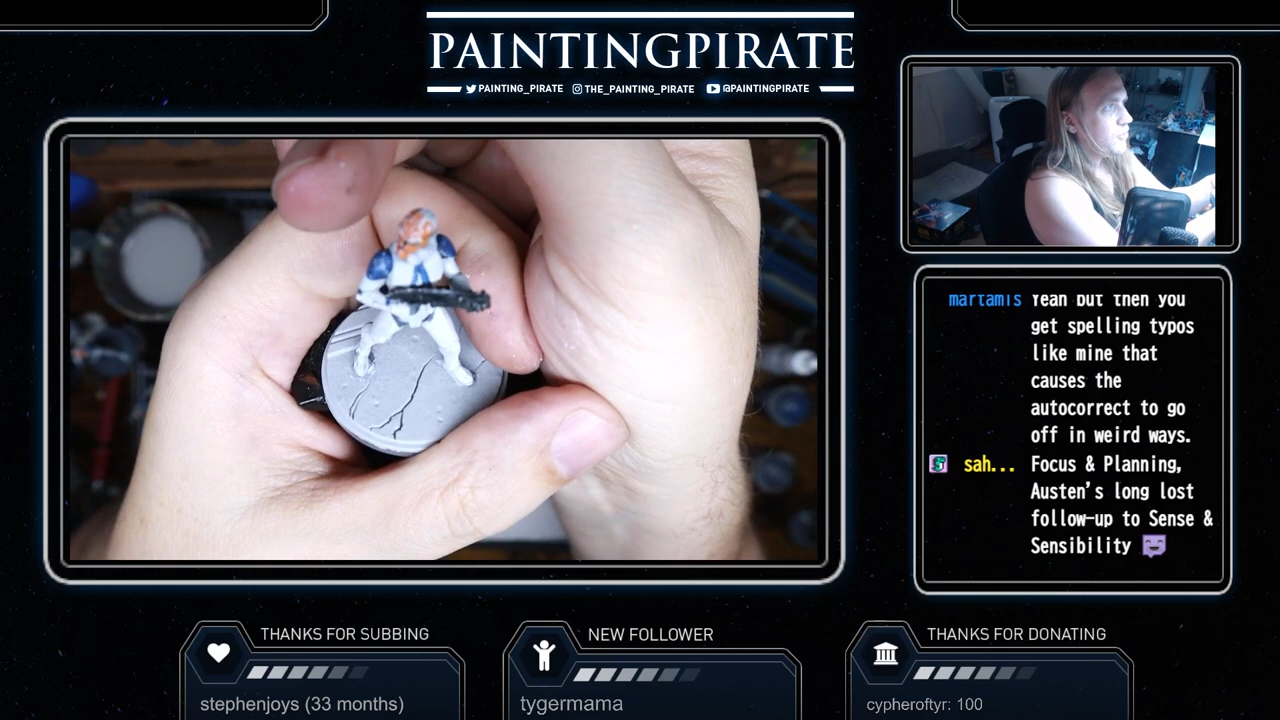 PAINTINGPIRATE
PAINTING_PIRATE THE_PAINTING_PIRATE @PAINTINGPIRATE
martamis Yeah but then you
get spelling typos
like mine that
causes the
autocorrect to go
off in weird ways.
sah... Focus & Planning,
Austen's long lost
follow-up to Sense &
Sensibility
THANKS FOR SUBBING
stephenjoys (33 months)
NEW FOLLOWER
tygermama
THANKS FOR DONATING
cypheroftyr: 100